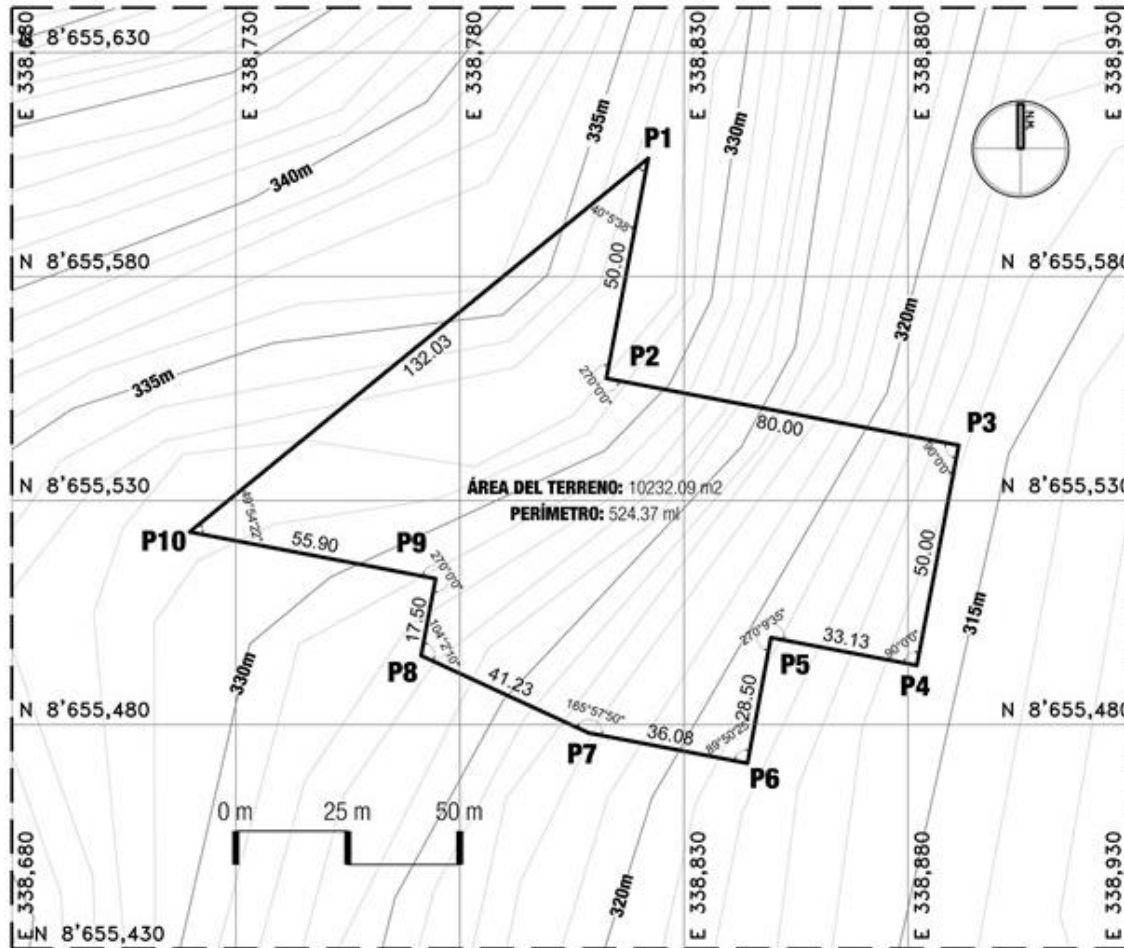 E 338,680
E 338,730
E 338,780
E 338,830
E 338,880
E 338,930
N 8'655,630
335m
330m
P1
N.M.
340m
40°5'38"
50.00
N 8'655,580
N 8'655,580
320m
132.03
335m
P2
270°0'0"
80.00
P3
90°0'0"
N 8'655,530
N 8'655,530
ÁREA DEL TERRENO: 10232.09 m2
PERÍMETRO: 524.37 ml
49°54'22"
P10
55.90
P9
270°0'0"
50.00
17.50
104°2'10"
270°9'35"
33.13
90°0'0"
315m
P8
P5
P4
330m
41.23
28.50
N 8'655,480
N 8'655,480
165°57'50"
36.08
89°50'25"
P7
P6
0 m 25 m 50 m
320m
E 338,680
E 338,830
E 338,880
E 338,930
N 8'655,430